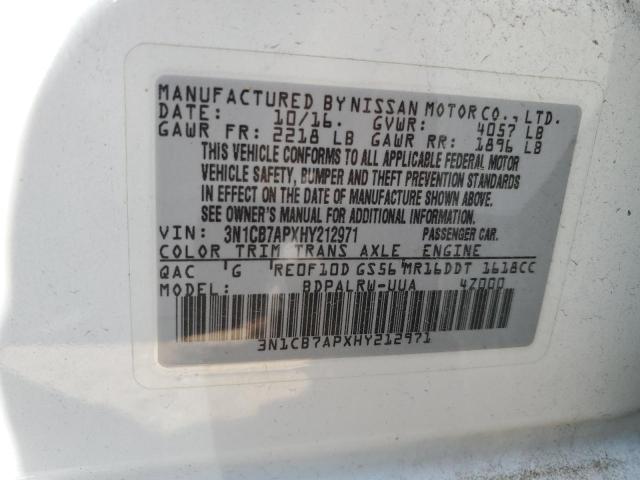 MANUFACTURED BY NISSAN MOTOR CO., LTD.
DATE: 10/16. GVWR: 4057 LB
GAWR FR: 2218 LB GAWR RR: 1896 LB
THIS VEHICLE CONFORMS TO ALL APPLICABLE FEDERAL MOTOR
VEHICLE SAFETY, BUMPER AND THEFT PREVENTION STANDARDS
IN EFFECT ON THE DATE OF MANUFACTURE SHOWN ABOVE.
SEE OWNER'S MANUAL FOR ADDITIONAL INFORMATION.
VIN: 3N1CB7APXHY212971 PASSENGER CAR.
COLOR TRIM TRANS AXLE ENGINE
QAC 'G 'RE0F10D GS56 'MR16DDT 1618CC
MODEL: BDPALRW-UUA 4Z000
3N1CB7APXHY212971